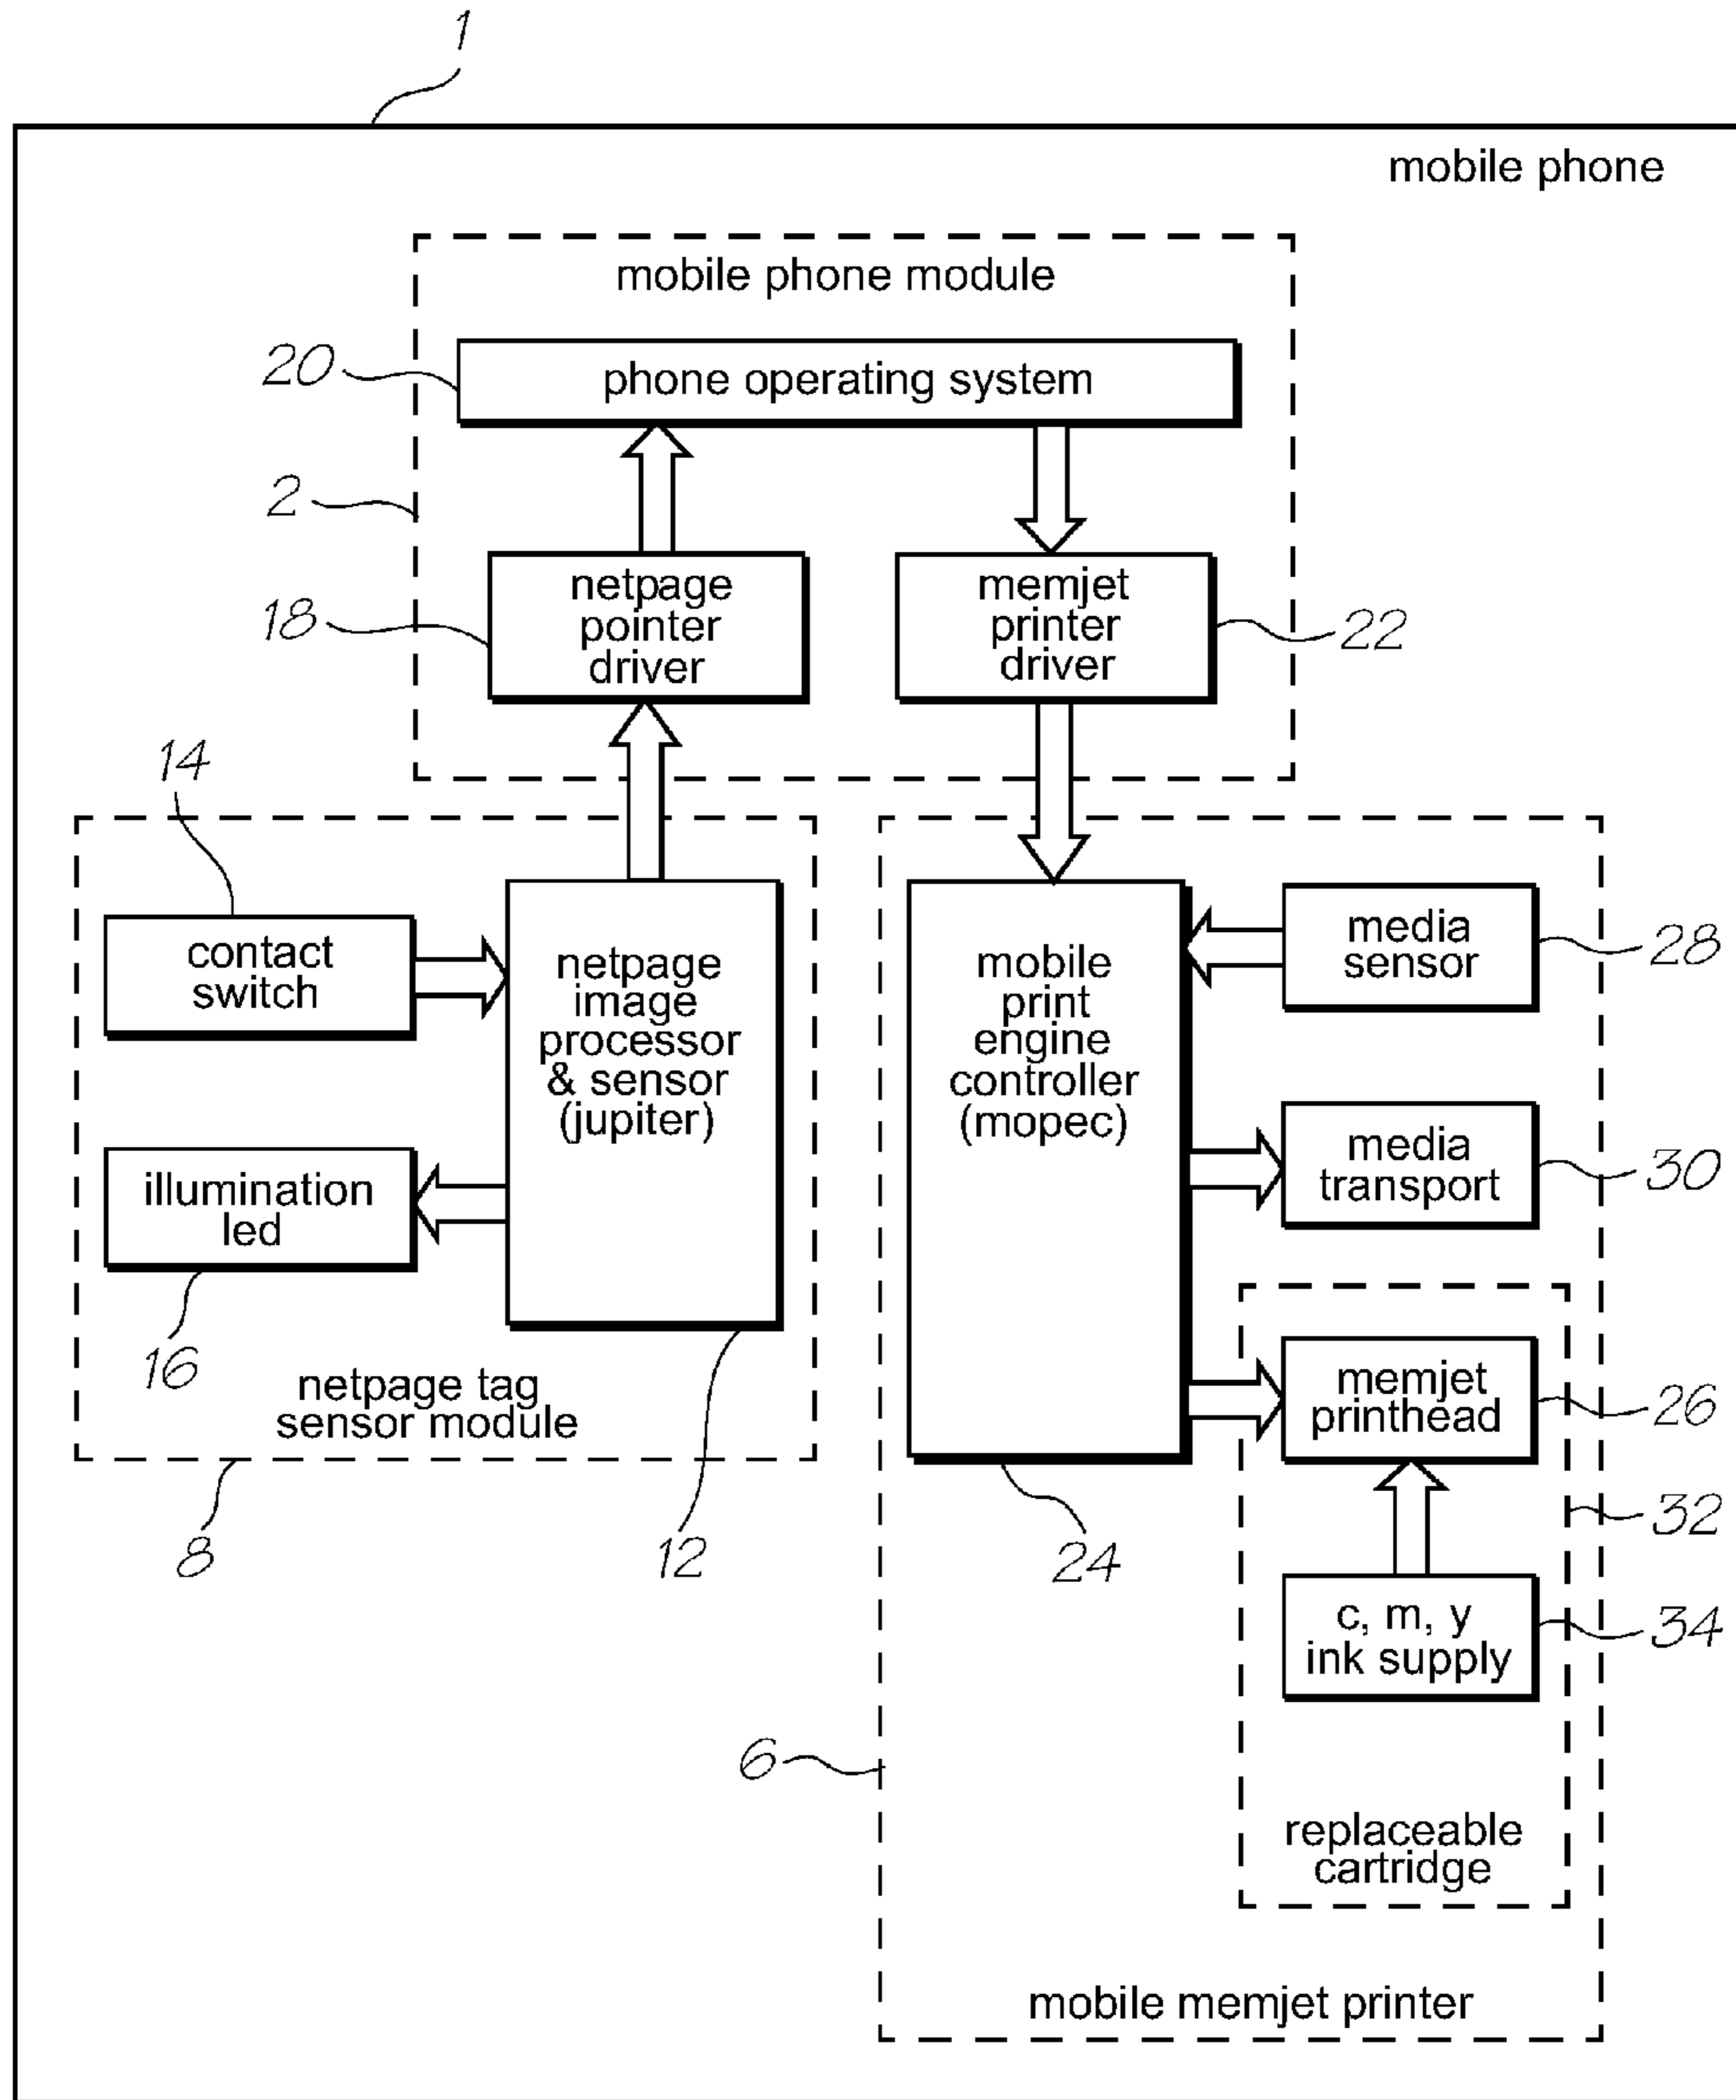 1
mobile phone
mobile phone module
20
phone operating system
2
netpage
pointer
driver
18
memjet
printer
driver
22
14
contact
switch
netpage
image
processor
& sensor
(jupiter)
illumination
led
16
netpage tag
sensor module
8
12
mobile
print
engine
controller
(mopec)
media
sensor
28
media
transport
30
memjet
printhead
26
32
24
c, m, y
ink supply
34
6
replaceable
cartridge
mobile memjet printer